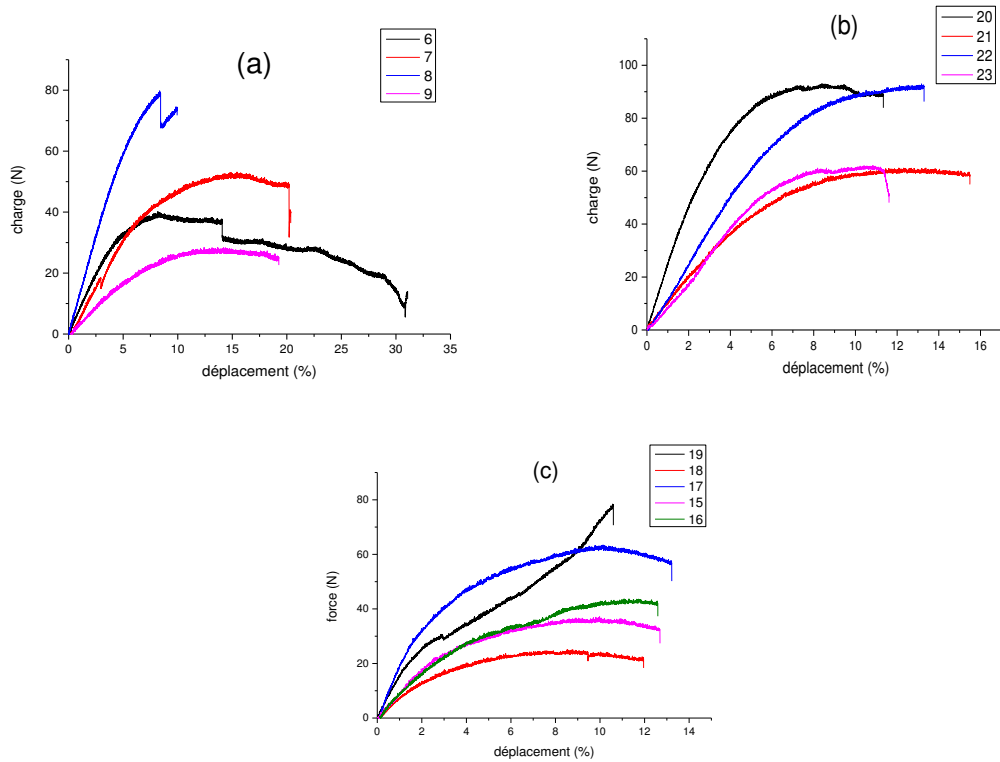 (a)
6
7
8
9
charge (N)
80
60
40
20
0
0 5 10 15 20 25 30 35
déplacement (%)
(b)
20
21
22
23
charge (N)
100
80
60
40
20
0
0 2 4 6 8 10 12 14 16
déplacement (%)
(c)
19
18
17
15
16
force (N)
80
60
40
20
0
0 2 4 6 8 10 12 14
déplacement (%)